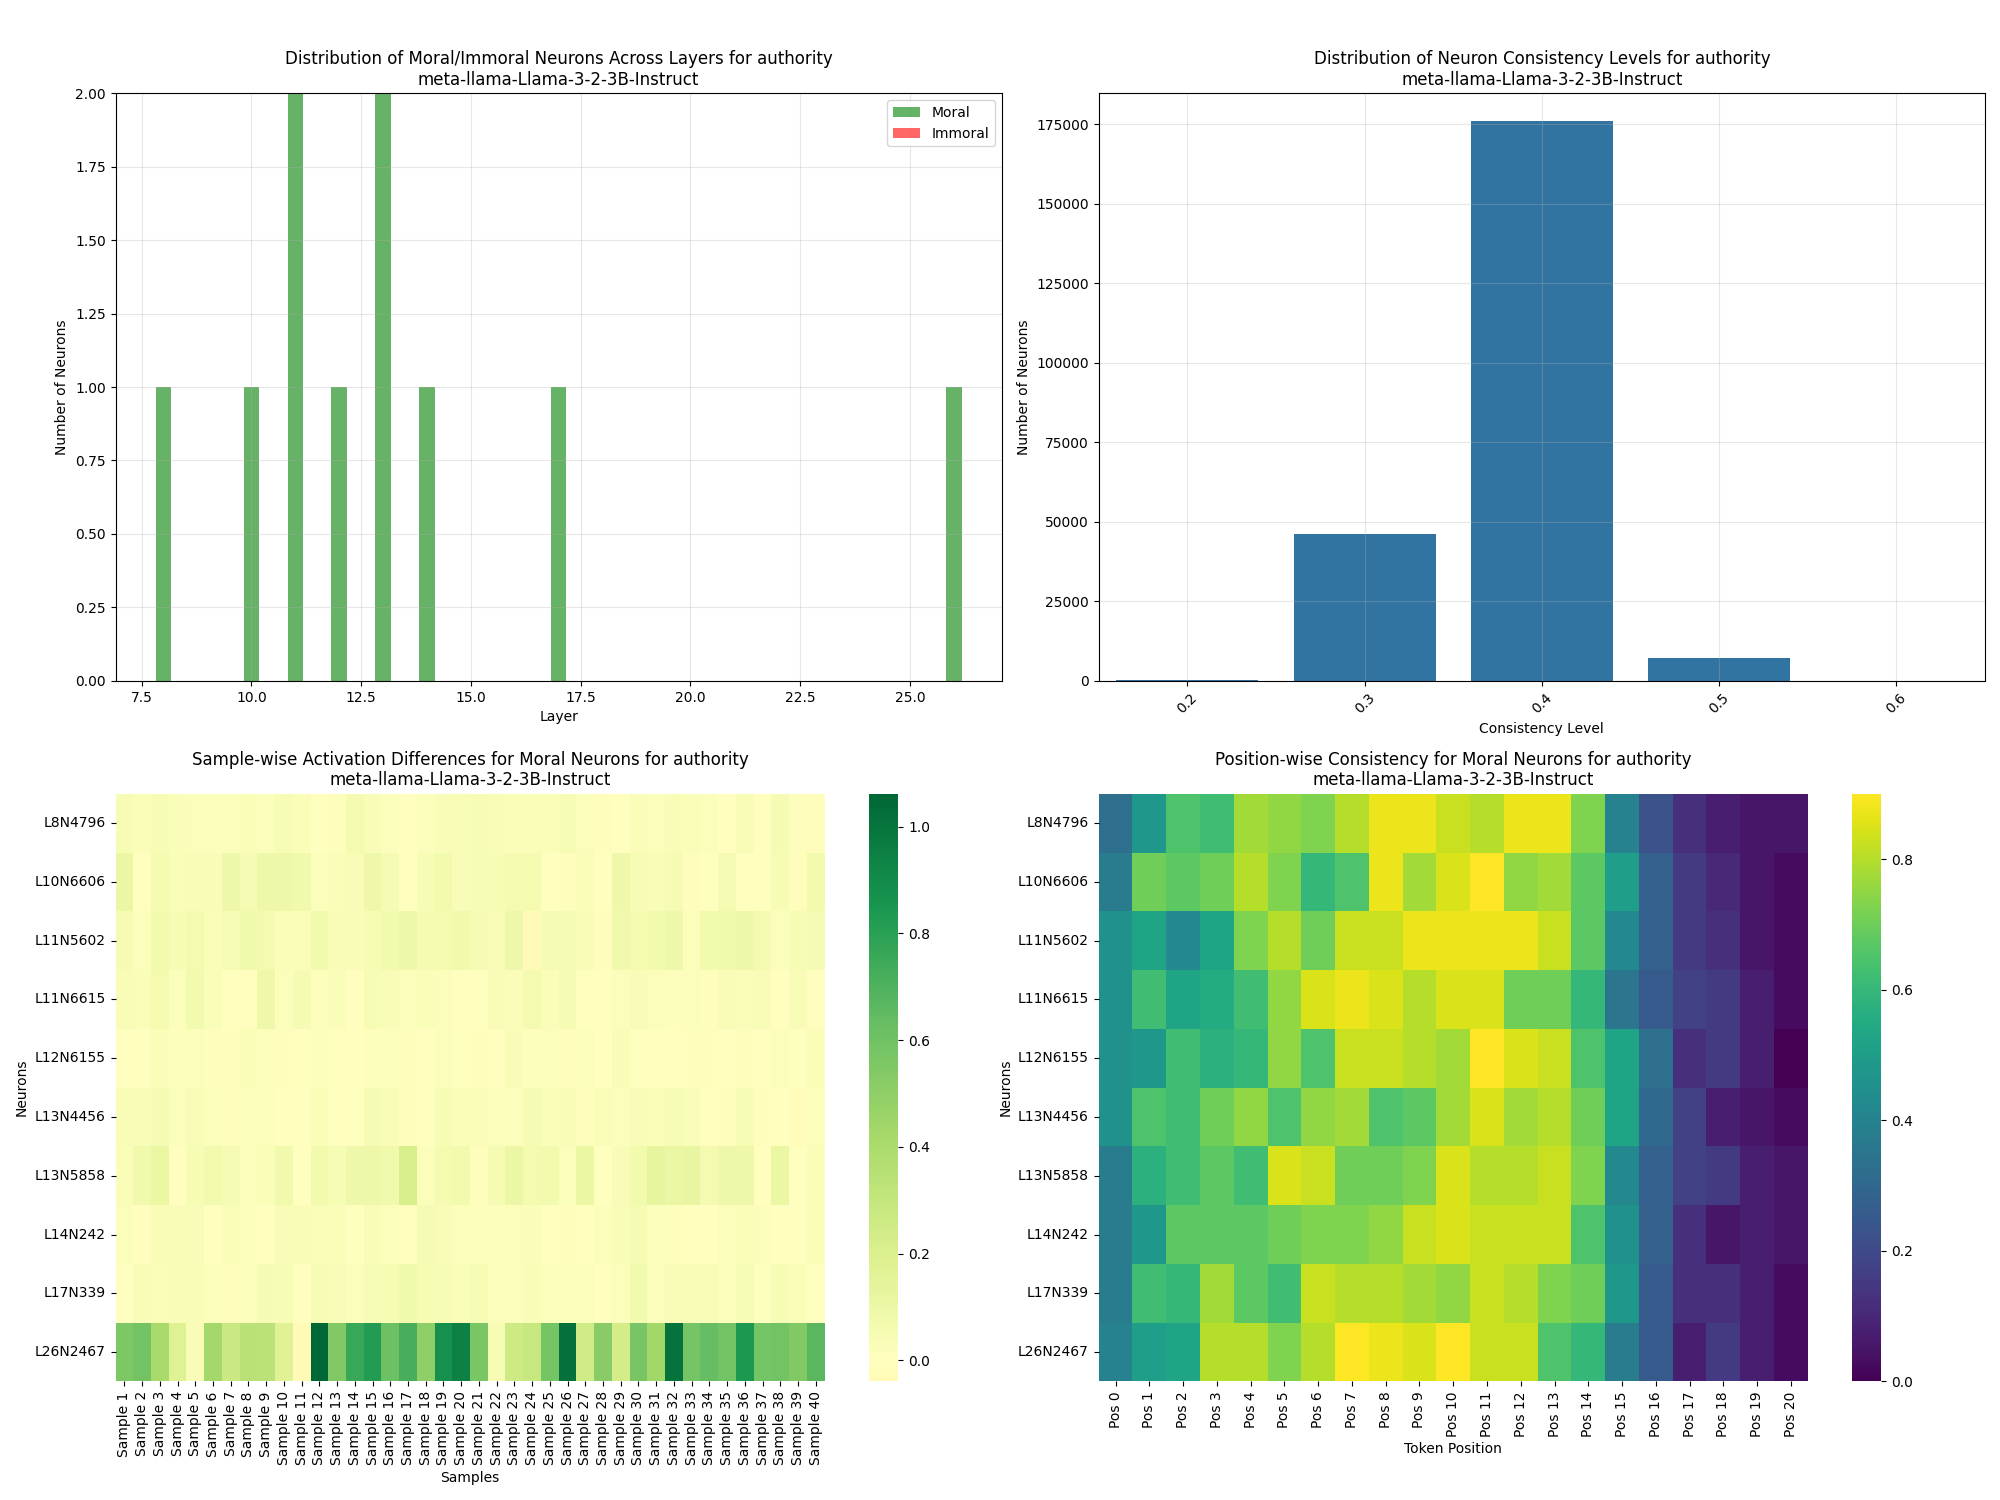 Distribution of Moral/Immoral Neurons Across Layers for authority
meta-llama-Llama-3-2-3B-Instruct
2.00
1.75
1.50
1.25
1.00
0.75
0.50
0.25
0.00
Number of Neurons
7.5 10.0 12.5 15.0 17.5 20.0 22.5 25.0
Layer
Moral
Immoral
Distribution of Neuron Consistency Levels for authority
meta-llama-Llama-3-2-3B-Instruct
175000
150000
125000
100000
75000
50000
25000
0
Number of Neurons
0.2 0.3 0.4 0.5 0.6
Consistency Level
Sample-wise Activation Differences for Moral Neurons for authority
meta-llama-Llama-3-2-3B-Instruct
L8N4796
L10N6606
L11N5602
L11N6615
L12N6155
L13N4456
L13N5858
L14N242
L17N339
L26N2467
Neurons
Sample 1
Sample 2
Sample 3
Sample 4
Sample 5
Sample 6
Sample 7
Sample 8
Sample 9
Sample 10
Sample 11
Sample 12
Sample 13
Sample 14
Sample 15
Sample 16
Sample 17
Sample 18
Sample 19
Sample 20
Sample 21
Sample 22
Sample 23
Sample 24
Sample 25
Sample 26
Sample 27
Sample 28
Sample 29
Sample 30
Sample 31
Sample 32
Sample 33
Sample 34
Sample 35
Sample 36
Sample 37
Sample 38
Sample 39
Sample 40
Samples
1.0
0.8
0.6
0.4
0.2
0.0
Position-wise Consistency for Moral Neurons for authority
meta-llama-Llama-3-2-3B-Instruct
L8N4796
L10N6606
L11N5602
L11N6615
L12N6155
L13N4456
L13N5858
L14N242
L17N339
L26N2467
Neurons
Pos 0
Pos 1
Pos 2
Pos 3
Pos 4
Pos 5
Pos 6
Pos 7
Pos 8
Pos 9
Pos 10
Pos 11
Pos 12
Pos 13
Pos 14
Pos 15
Pos 16
Pos 17
Pos 18
Pos 19
Pos 20
Token Position
0.8
0.6
0.4
0.2
0.0